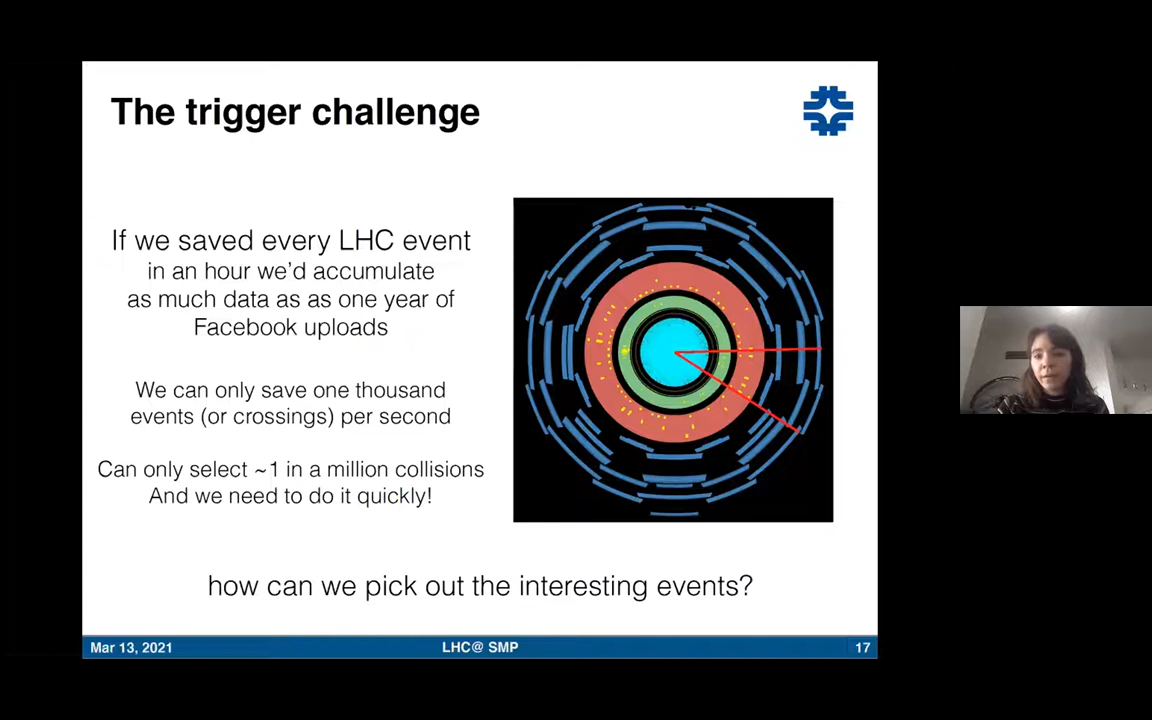 The trigger challenge
If we saved every LHC event
in an hour we'd accumulate
as much data as as one year of
Facebook uploads
We can only save one thousand
events (or crossings) per second
Can only select ~1 in a million collisions
And we need to do it quickly!
how can we pick out the interesting events?
Mar 13, 2021
LHC@ SMP
17